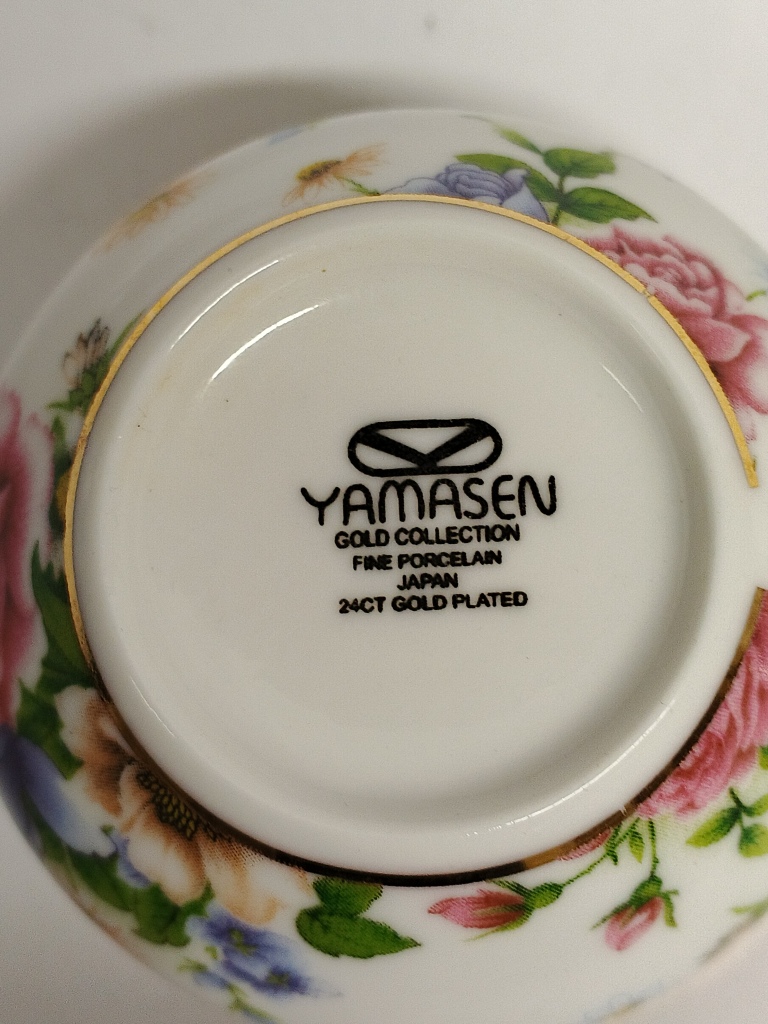 YAMASEN
GOLD COLLECTION
FINE PORCELAIN
JAPAN
24CT GOLD PLATED